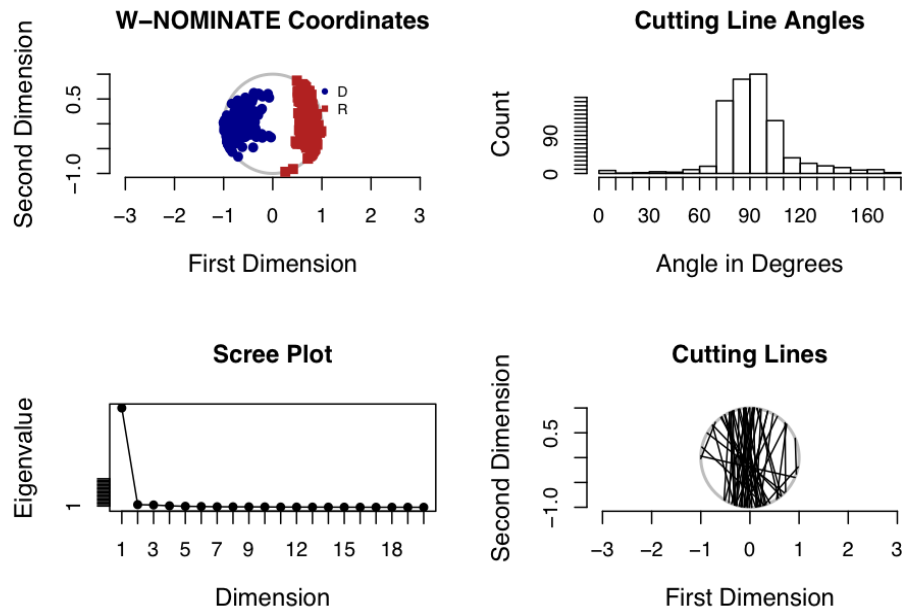 W−NOMINATE Coordinates
Second Dimension
0.5
−1.0
D
R
−3 −2 −1 0 1 2 3
First Dimension
Cutting Line Angles
Count
90
0
0 30 60 90 120 160
Angle in Degrees
Scree Plot
Eigenvalue
1
1 3 5 7 9 12 15 18
Dimension
Cutting Lines
Second Dimension
0.5
−1.0
−3 −2 −1 0 1 2 3
First Dimension